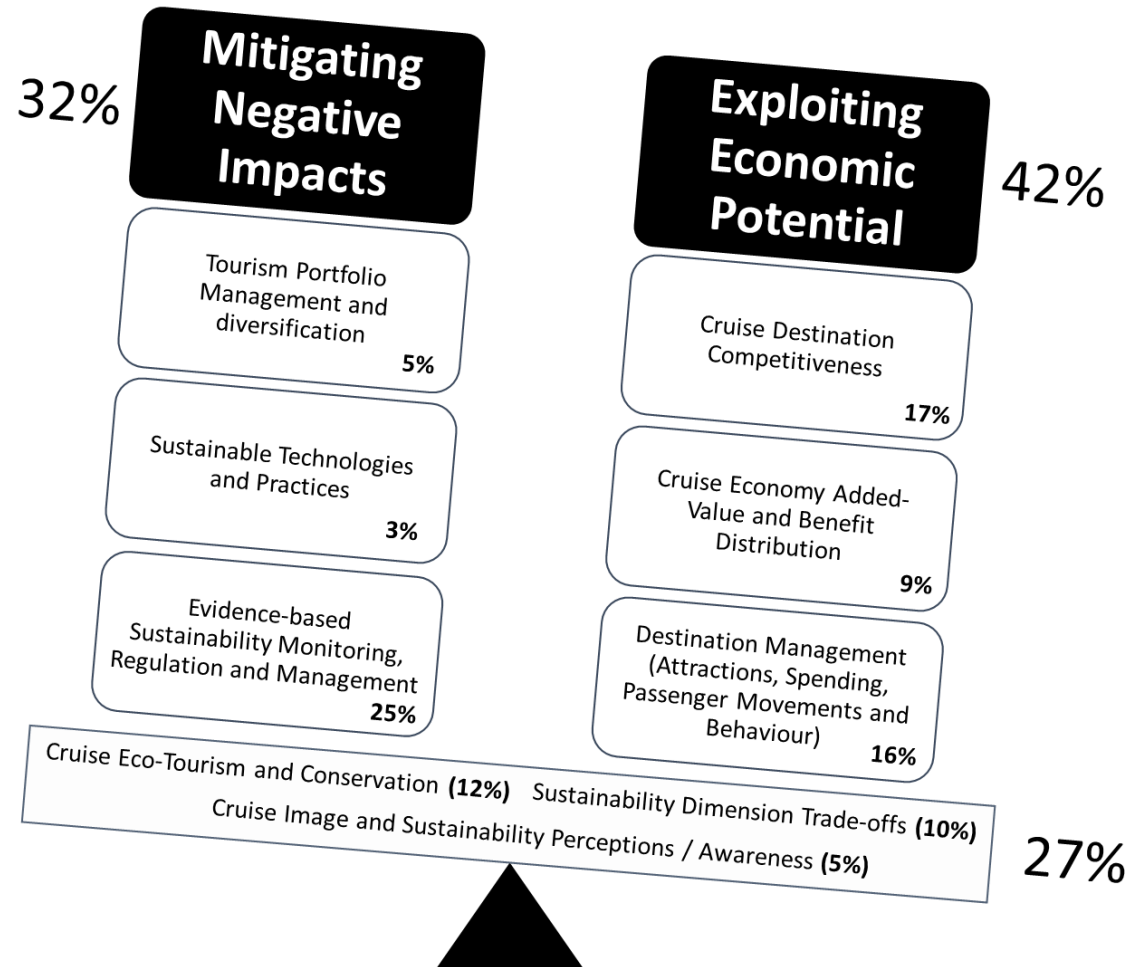 32%
Mitigating
Negative
Impacts
Tourism Portfolio
Management and
diversification
5%
Sustainable Technologies
and Practices
3%
Evidence-based
Sustainability Monitoring,
Regulation and Management
25%
Exploiting
Economic
Potential
42%
Cruise Destination
Competitiveness
17%
Cruise Economy Added-
Value and Benefit
Distribution
9%
Destination Management
(Attractions, Spending,
Passenger Movements and
Behaviour)
16%
Cruise Eco-Tourism and Conservation (12%) Sustainability Dimension Trade-offs (10%)
Cruise Image and Sustainability Perceptions / Awareness (5%)
27%